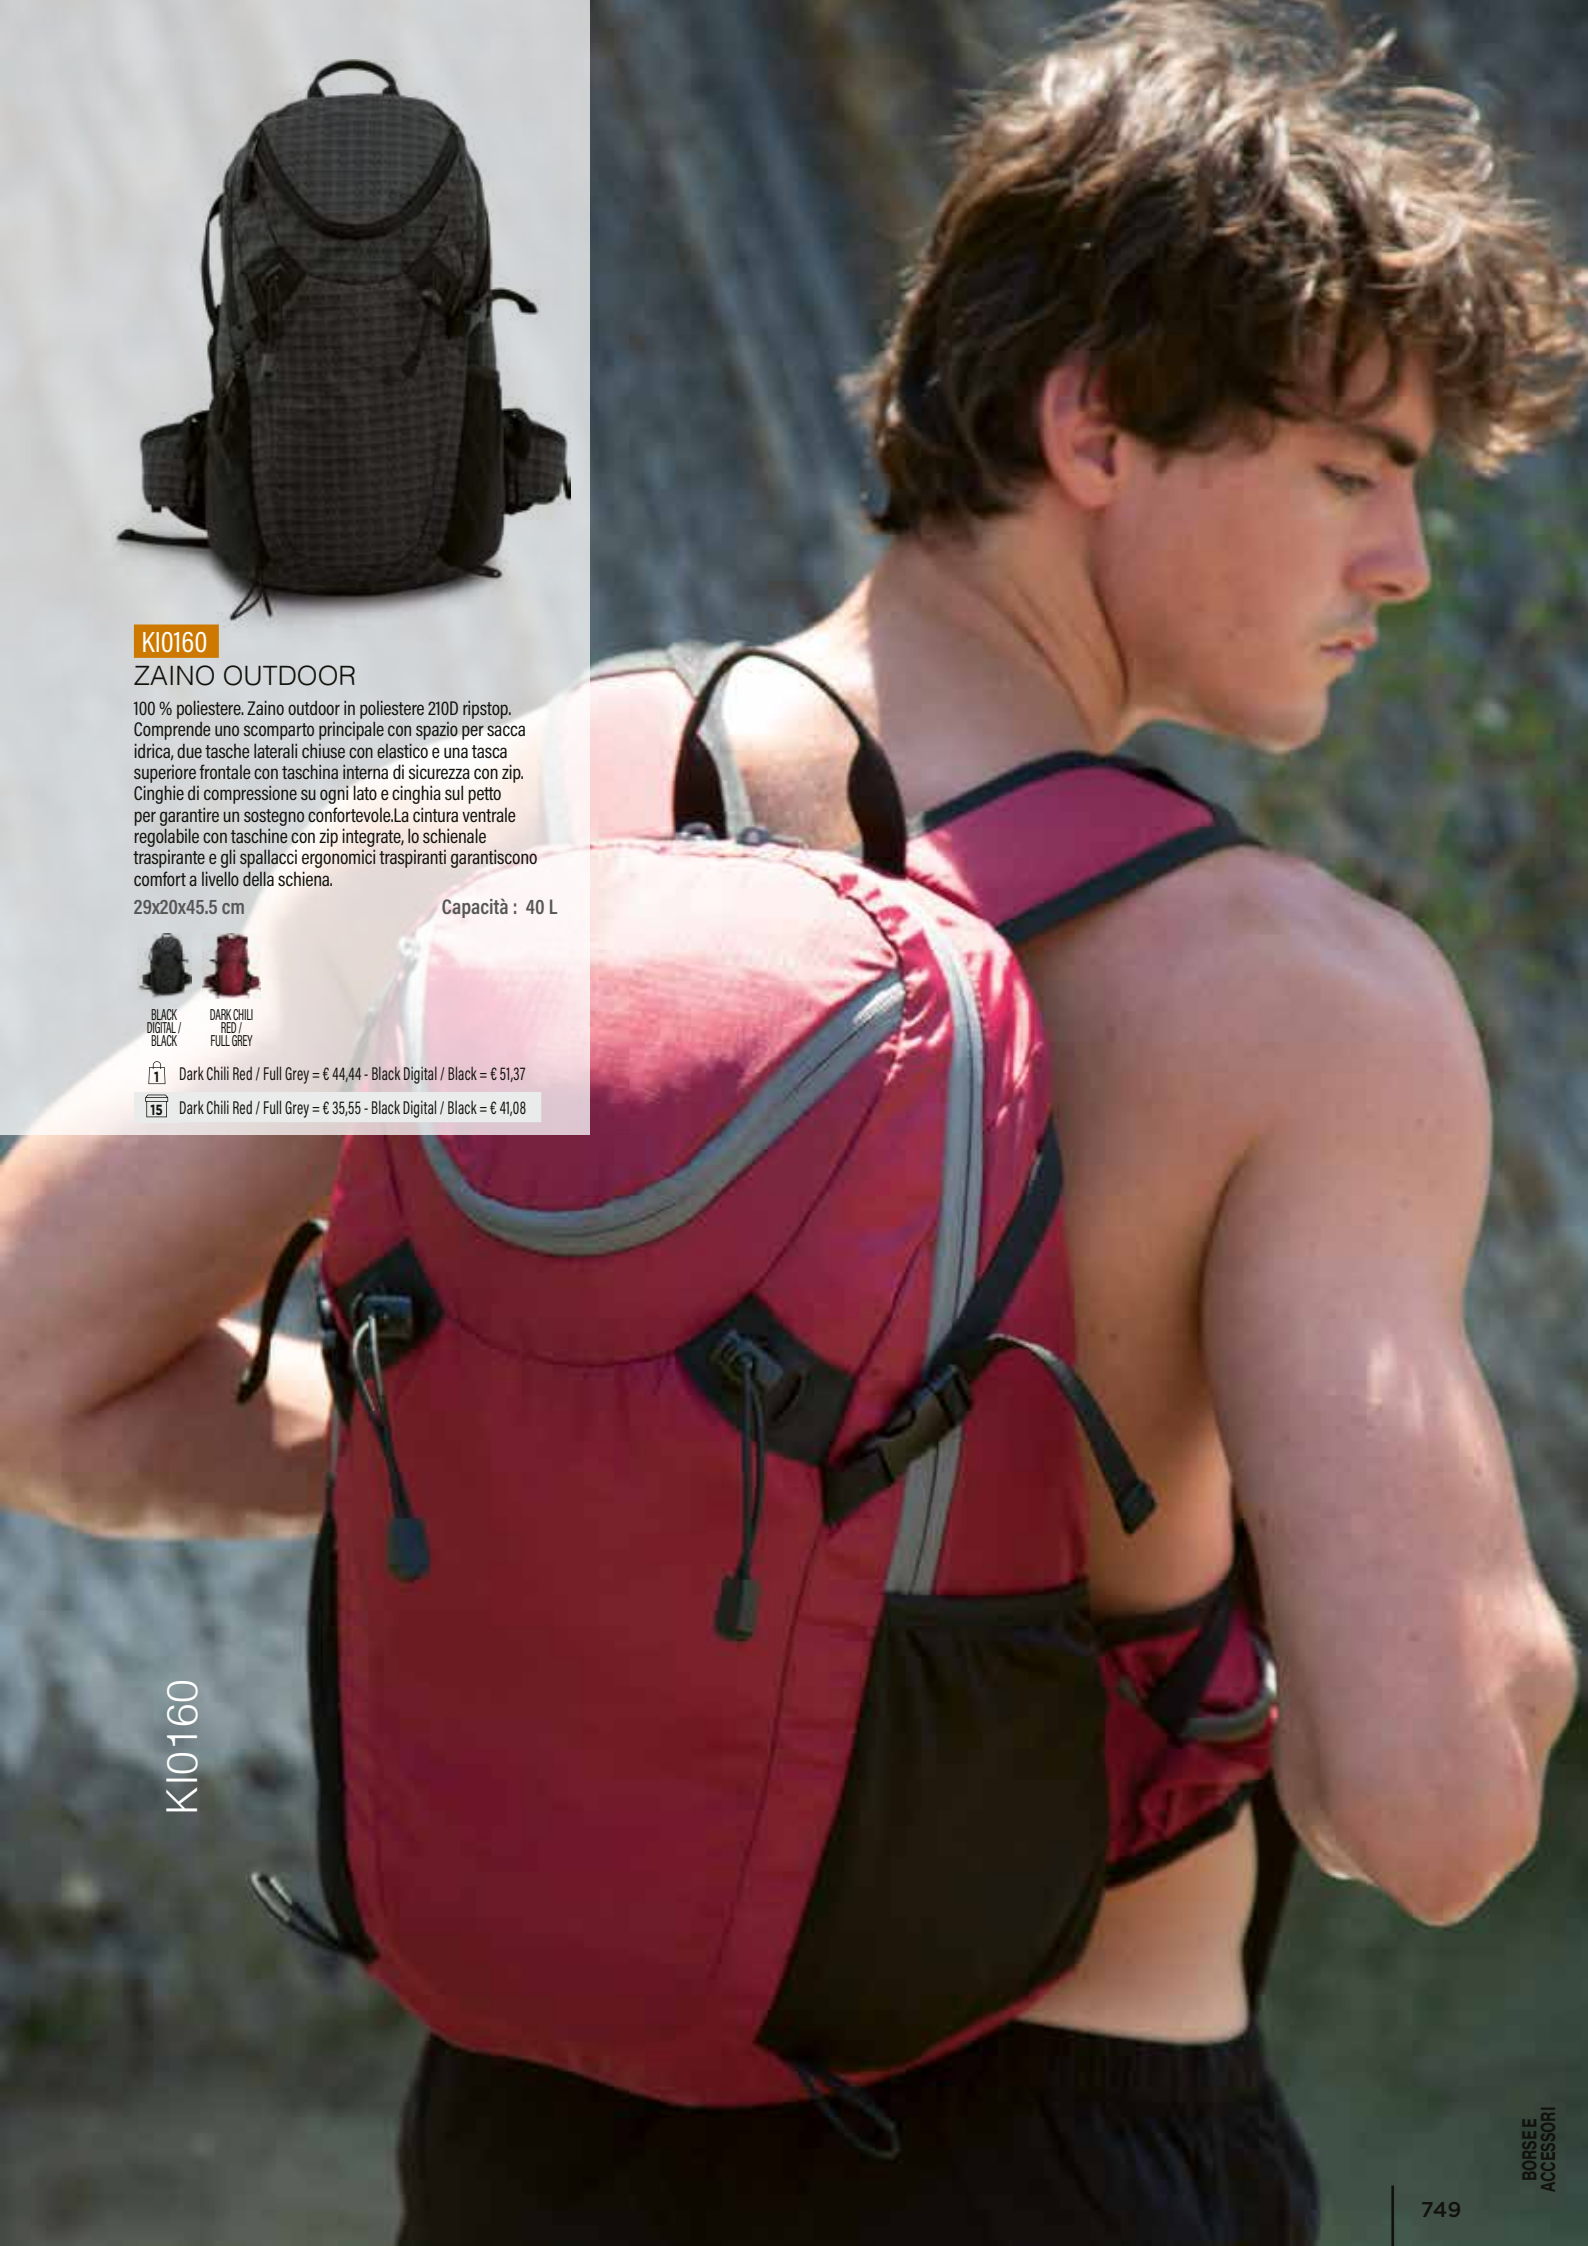 KI0160
ZAINO OUTDOOR
100 % poliestere. Zaino outdoor in poliestere 210D ripstop.
Comprende uno scomparto principale con spazio per sacca
idrica, due tasche laterali chiuse con elastico e una tasca
superiore frontale con taschina interna di sicurezza con zip.
Cinghie di compressione su ogni lato e cinghia sul petto
per garantire un sostegno confortevole.La cintura ventrale
regolabile con taschine con zip integrate, lo schienale
traspirante e gli spallacci ergonomici traspiranti garantiscono
comfort a livello della schiena.
29x20x45.5 cm Capacità : 40 L
BLACK
DIGITAL /
BLACK
DARK CHILI
RED /
FULL GREY
1 Dark Chili Red / Full Grey = € 44,44 - Black Digital / Black = € 51,37
15 Dark Chili Red / Full Grey = € 35,55 - Black Digital / Black = € 41,08
KI0160
BORSE E
ACCESSORI
749